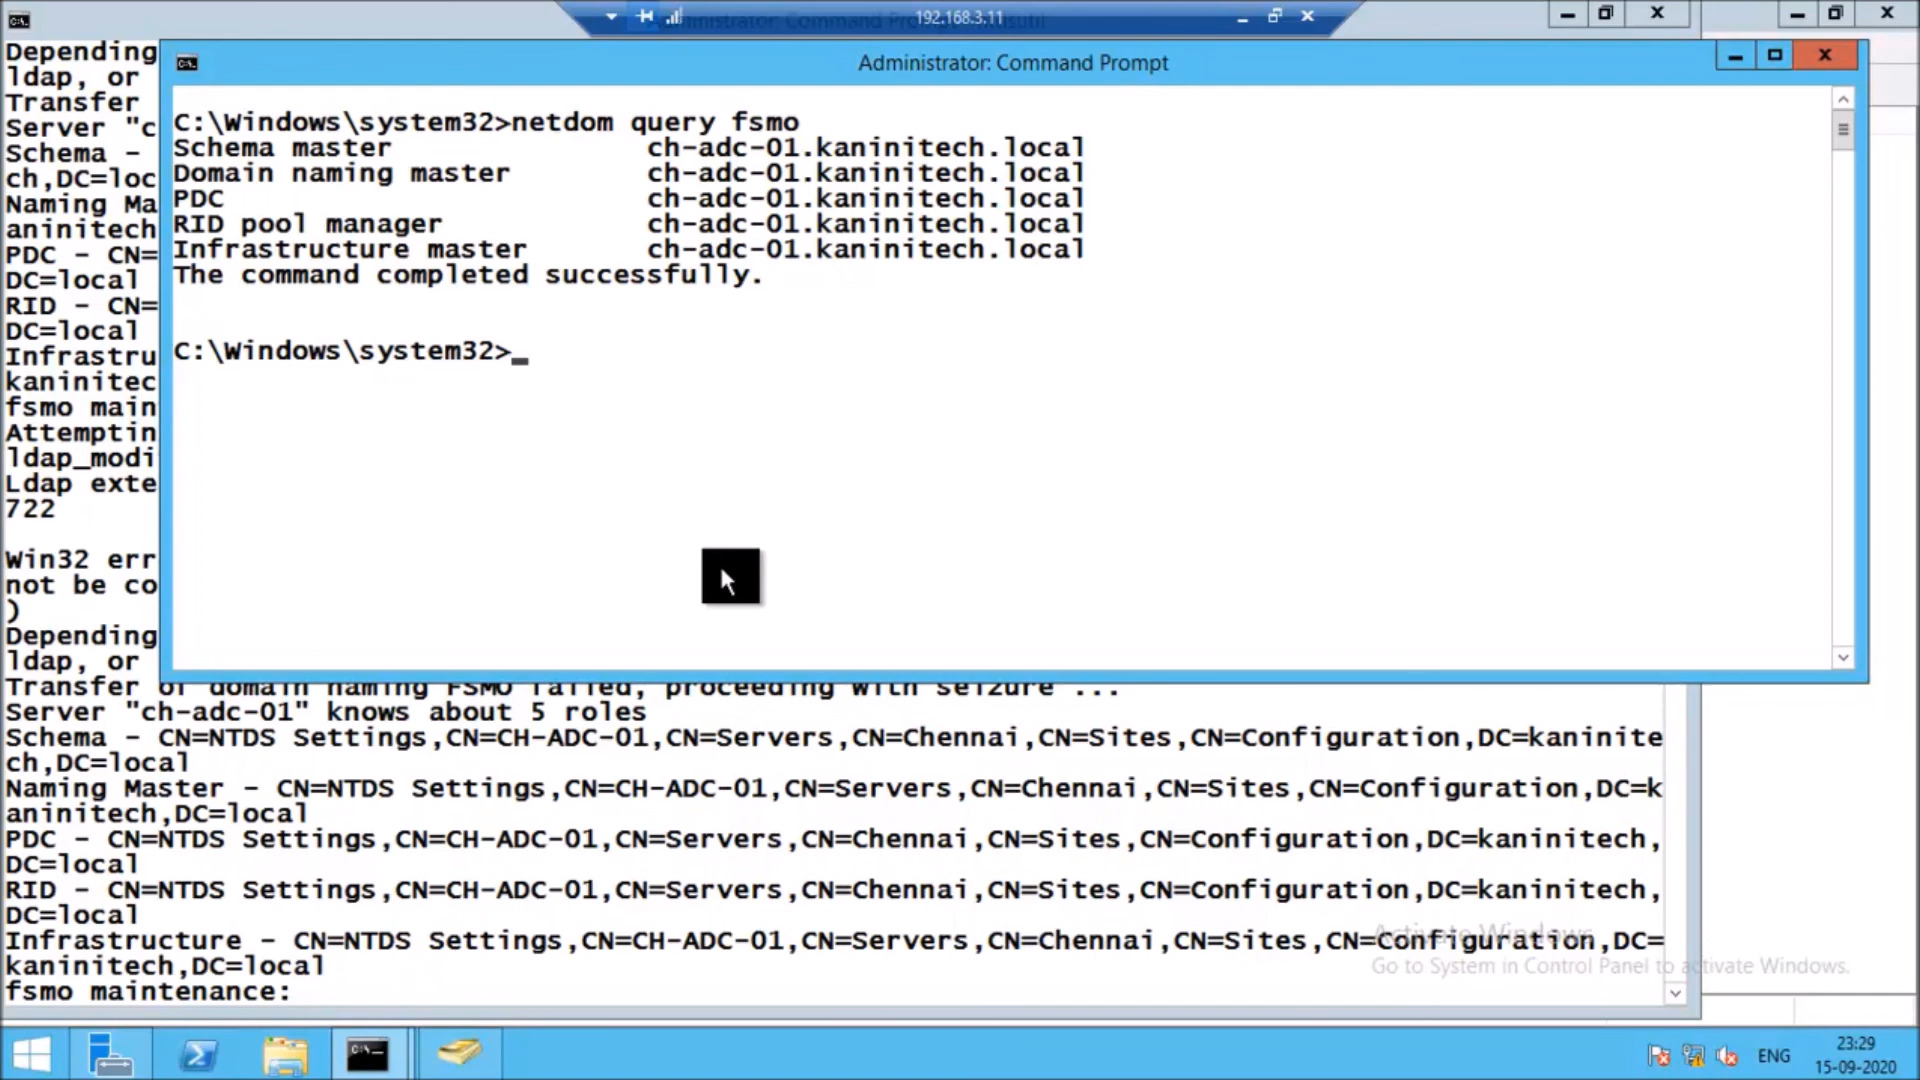 192.168.3.11
Administrator: Command Prompt
C:\Windows\system32>netdom query fsmo
Schema master ch-adc-01.kaninitech.local
Domain naming master ch-adc-01.kaninitech.local
PDC ch-adc-01.kaninitech.local
RID pool manager ch-adc-01.kaninitech.local
Infrastructure master ch-adc-01.kaninitech.local
The command completed successfully.
C:\Windows\system32>
Depending
ldap, or
Transfer
Server "c
Schema -
ch,DC=loc
Naming Ma
aninitech
PDC - CN=
DC=local
RID - CN=
DC=local
Infrastru
kaninitec
fsmo main
Attemptin
ldap_modi
Ldap exte
722
Win32 err
not be co
)
Depending
ldap, or
Transfer of domain naming FSMO failed, proceeding with seizure ...
Server "ch-adc-01" knows about 5 roles
Schema - CN=NTDS Settings,CN=CH-ADC-01,CN=Servers,CN=Chennai,CN=Sites,CN=Configuration,DC=kaninite
ch,DC=local
Naming Master - CN=NTDS Settings,CN=CH-ADC-01,CN=Servers,CN=Chennai,CN=Sites,CN=Configuration,DC=k
aninitech,DC=local
PDC - CN=NTDS Settings,CN=CH-ADC-01,CN=Servers,CN=Chennai,CN=Sites,CN=Configuration,DC=kaninitech,
DC=local
RID - CN=NTDS Settings,CN=CH-ADC-01,CN=Servers,CN=Chennai,CN=Sites,CN=Configuration,DC=kaninitech,
DC=local
Infrastructure - CN=NTDS Settings,CN=CH-ADC-01,CN=Servers,CN=Chennai,CN=Sites,CN=Configuration,DC=
kaninitech,DC=local
fsmo maintenance:
Activate Windows
Go to System in Control Panel to activate Windows.
ENG
23:29
15-09-2020